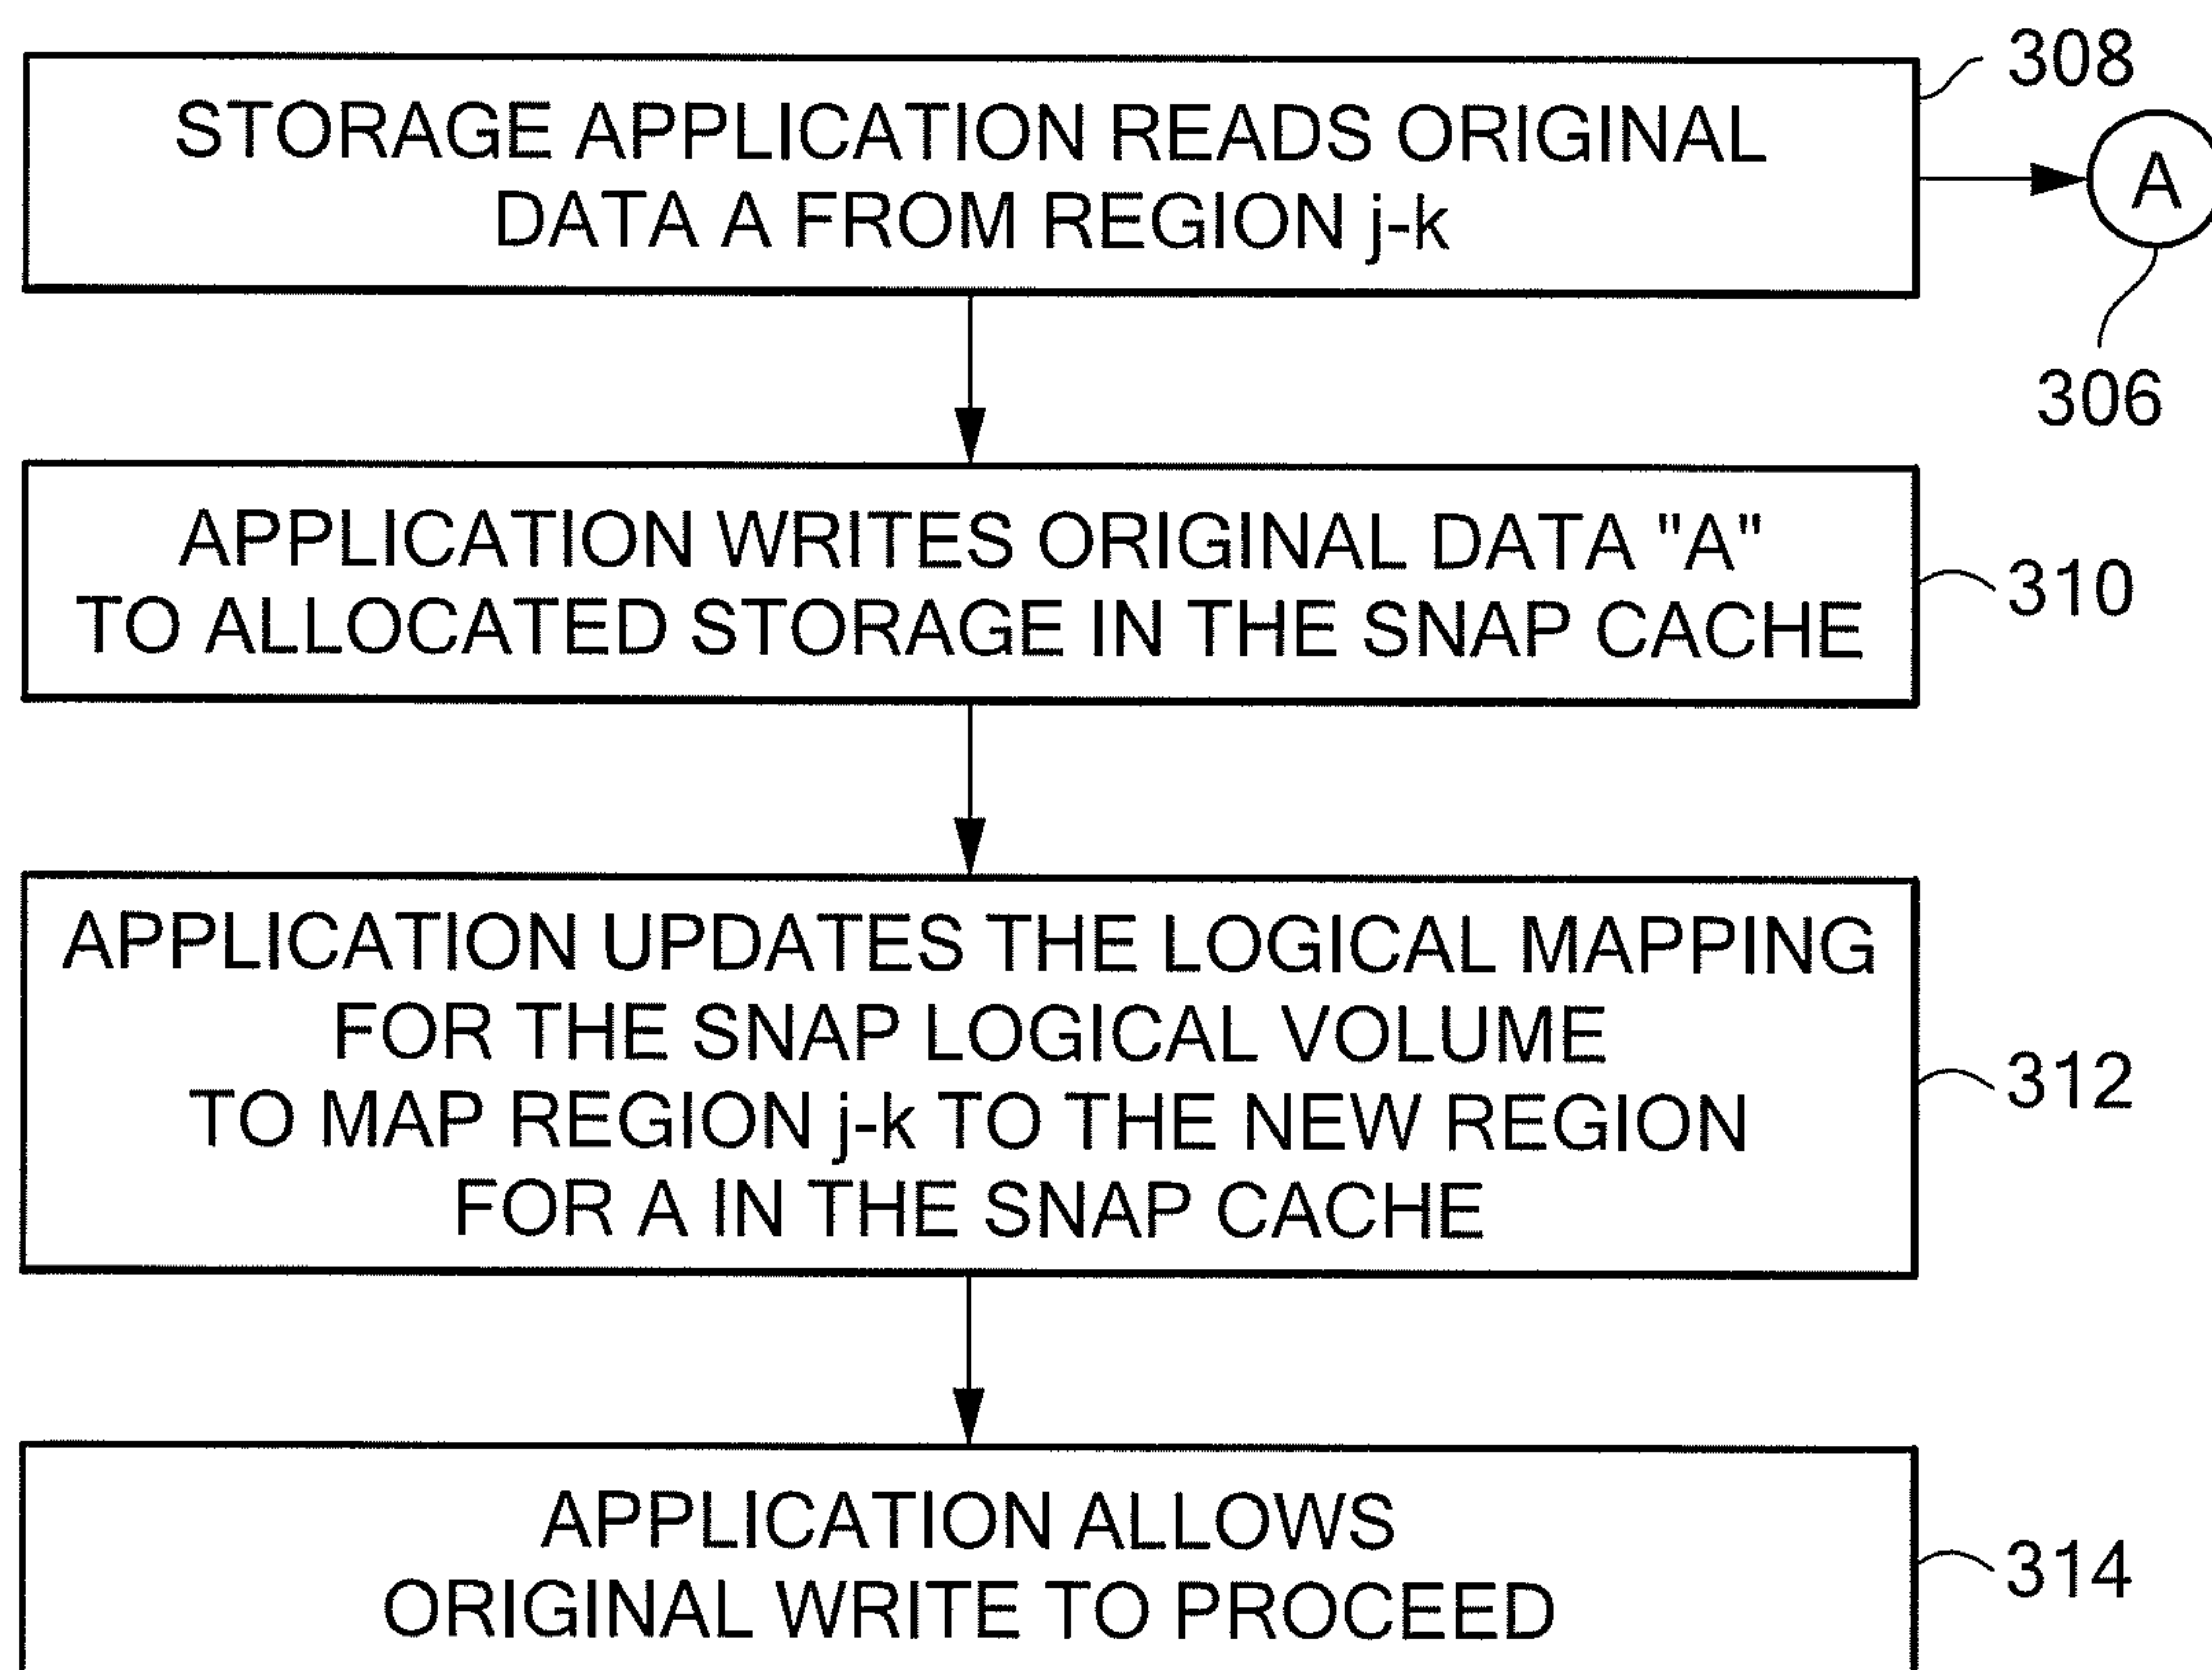 308
STORAGE APPLICATION READS ORIGINAL
DATA A FROM REGION j-k
A
306
APPLICATION WRITES ORIGINAL DATA "A"
TO ALLOCATED STORAGE IN THE SNAP CACHE
310
APPLICATION UPDATES THE LOGICAL MAPPING
FOR THE SNAP LOGICAL VOLUME
TO MAP REGION j-k TO THE NEW REGION
FOR A IN THE SNAP CACHE
312
APPLICATION ALLOWS
ORIGINAL WRITE TO PROCEED
314